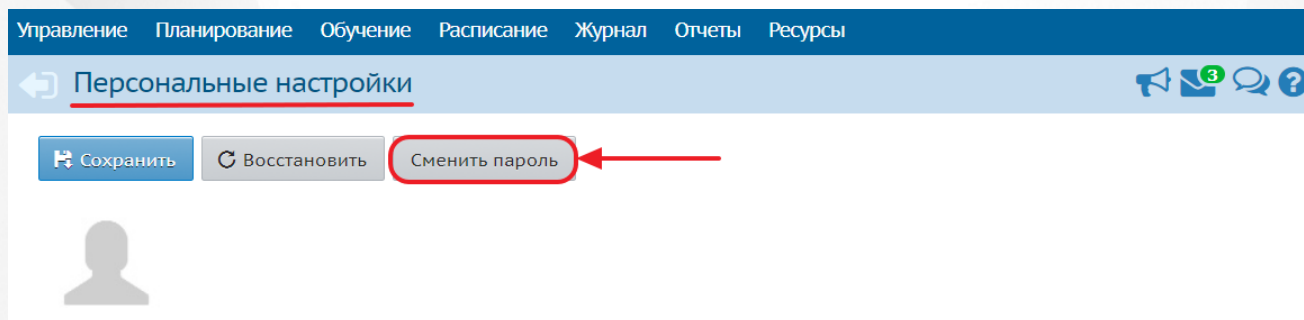 Управление Планирование Обучение Расписание Журнал Отчеты Ресурсы
Персональные настройки
3
?
Сохранить Восстановить Сменить пароль